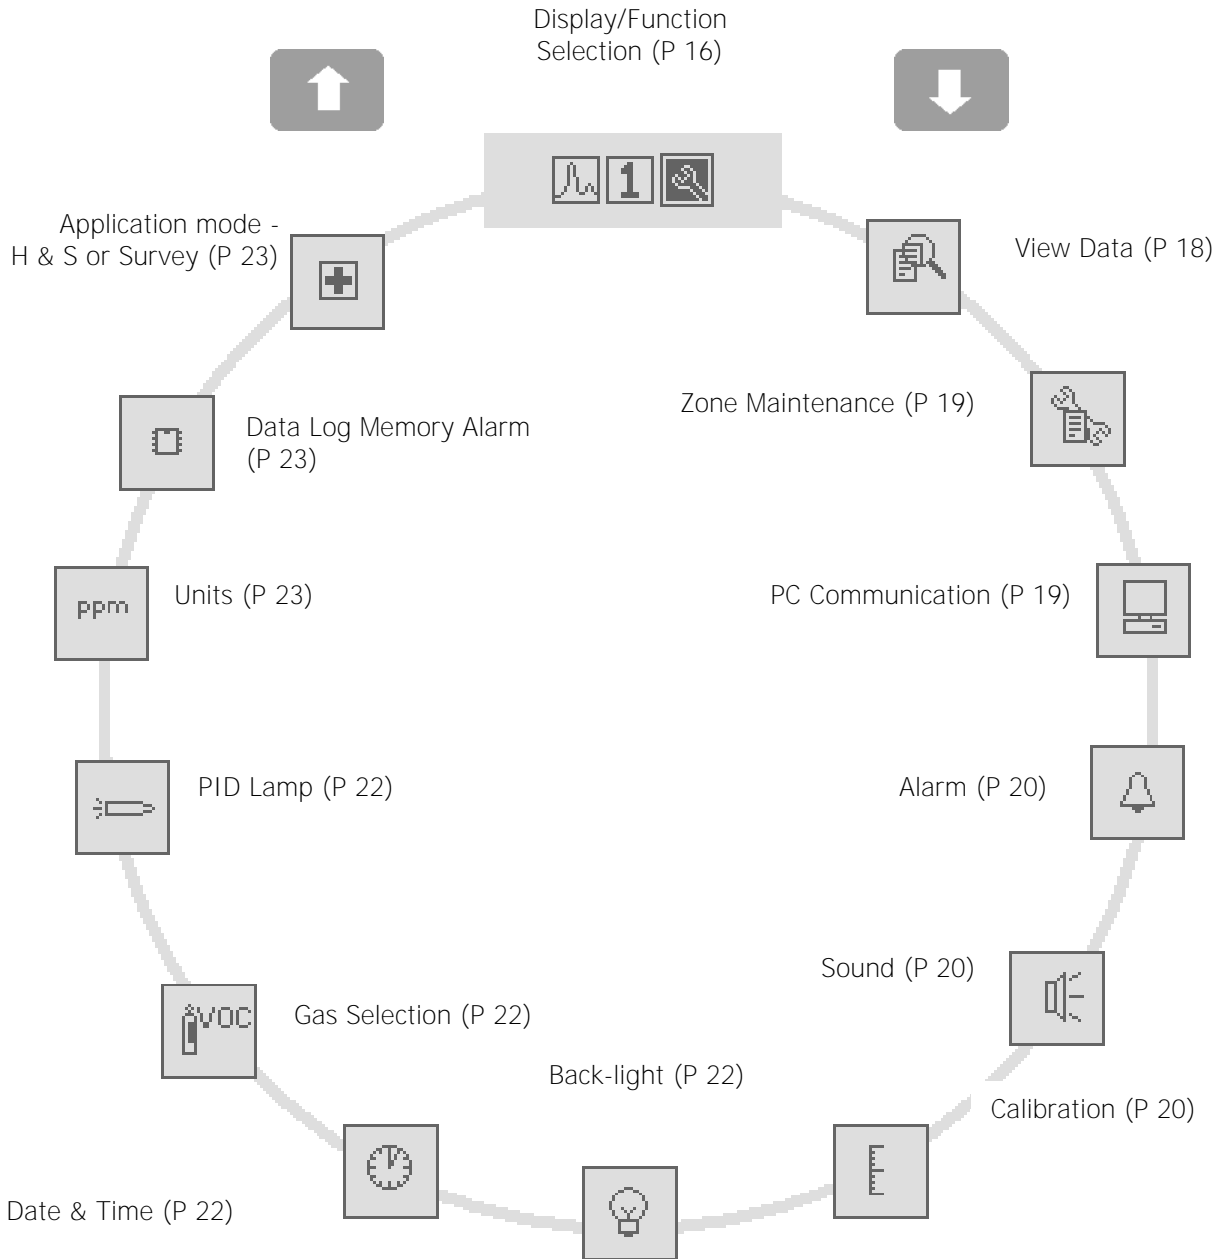 Display/Function
Selection (P 16)
1
Application mode -
H & S or Survey (P 23)
View Data (P 18)
Zone Maintenance (P 19)
Data Log Memory Alarm
(P 23)
ppm
Units (P 23)
PC Communication (P 19)
PID Lamp (P 22)
Alarm (P 20)
Sound (P 20)
VOC
Gas Selection (P 22)
Back-light (P 22)
Calibration (P 20)
Date & Time (P 22)